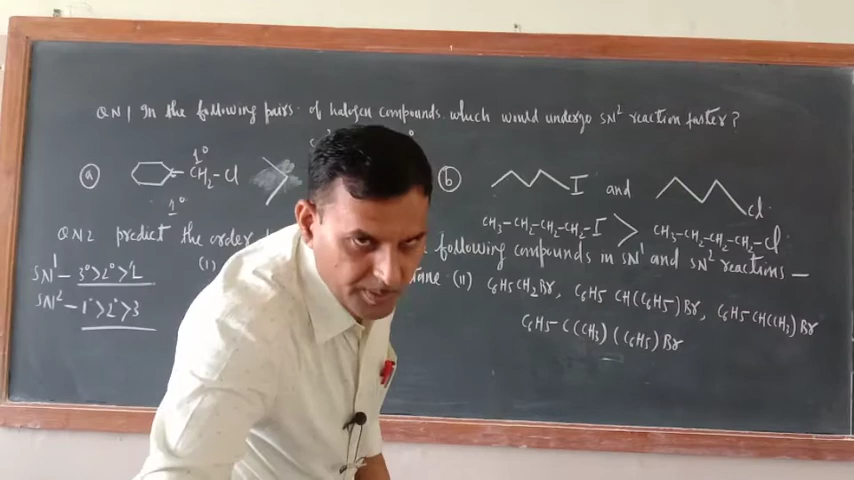 QN1 In the following pairs of halogen compounds which would undergo SN² reaction faster?
(a) 1° CH₂-Cl > (b) I and Cl
1°
CH₃-CH₂-CH₂-CH₂-I > CH₃-CH₂-CH₂-CH₂-Cl
QN2 predict the order following compounds in SN¹ and SN² reactions —
(I) (II) C₆H₅CH₂Br, C₆H₅CH(C₆H₅)Br, C₆H₅CH(CH₃)Br
C₆H₅-C(CH₃)(C₆H₅)Br
SN¹ - 3°>2°>1
SN² - 1°>2°>3